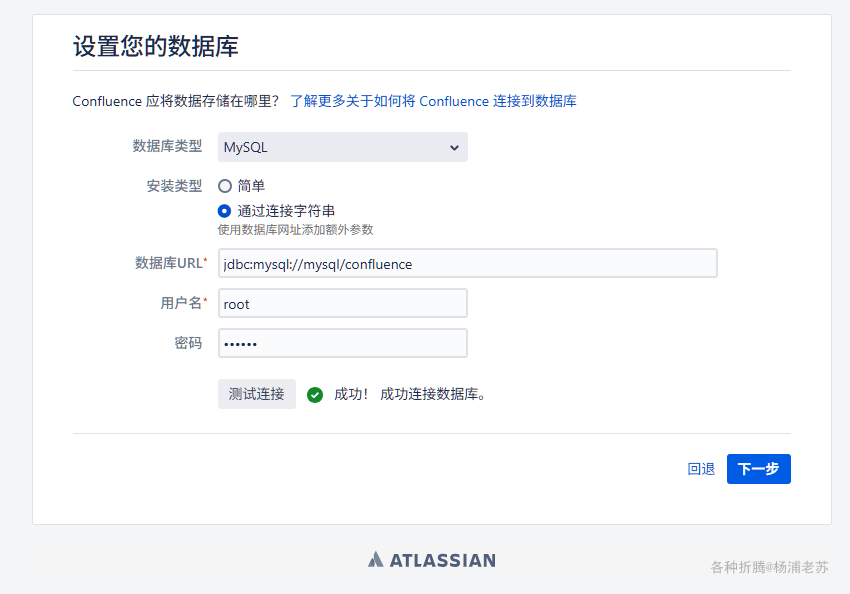 设置您的数据库
Confluence 应将数据存储在哪里? 了解更多关于如何将 Confluence 连接到数据库
数据库类型 MySQL
安装类型 简单
通过连接字符串
使用数据库网址添加额外参数
数据库URL* jdbc:mysql://mysql/confluence
用户名* root
密码 ••••••
测试连接 成功! 成功连接数据库。
回退 下一步
ATLASSIAN
各种折腾@杨浦老苏